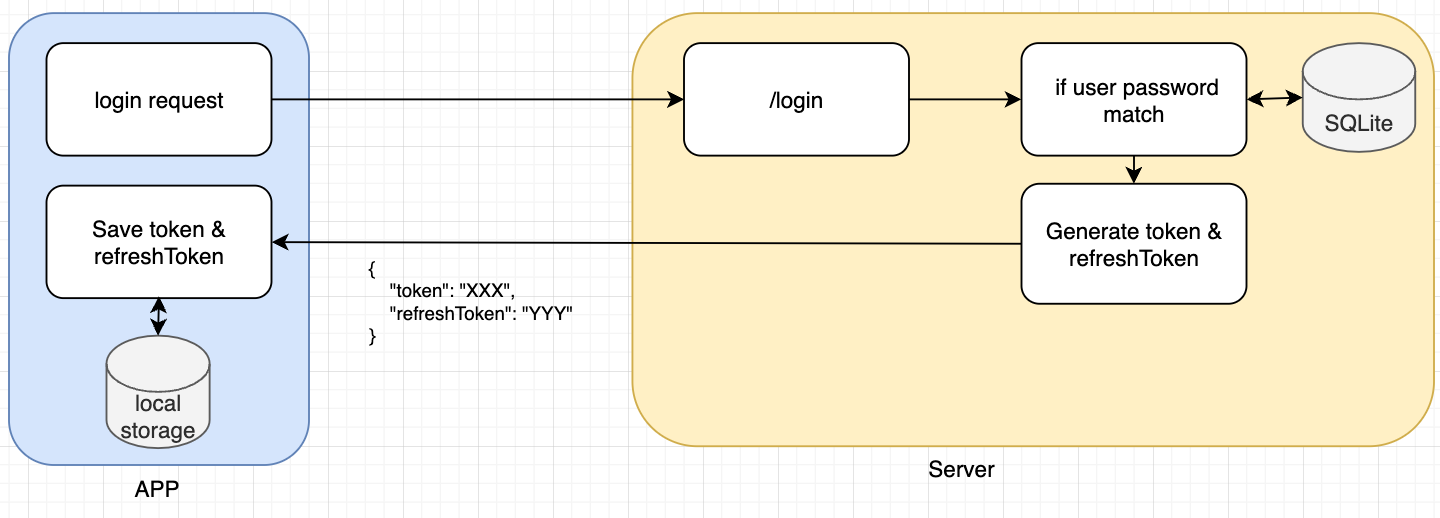 login request
/login
if user password
match
SQLite
Save token &
refreshToken
Generate token &
refreshToken
{
"token": "XXX",
"refreshToken": "YYY"
}
local
storage
APP
Server